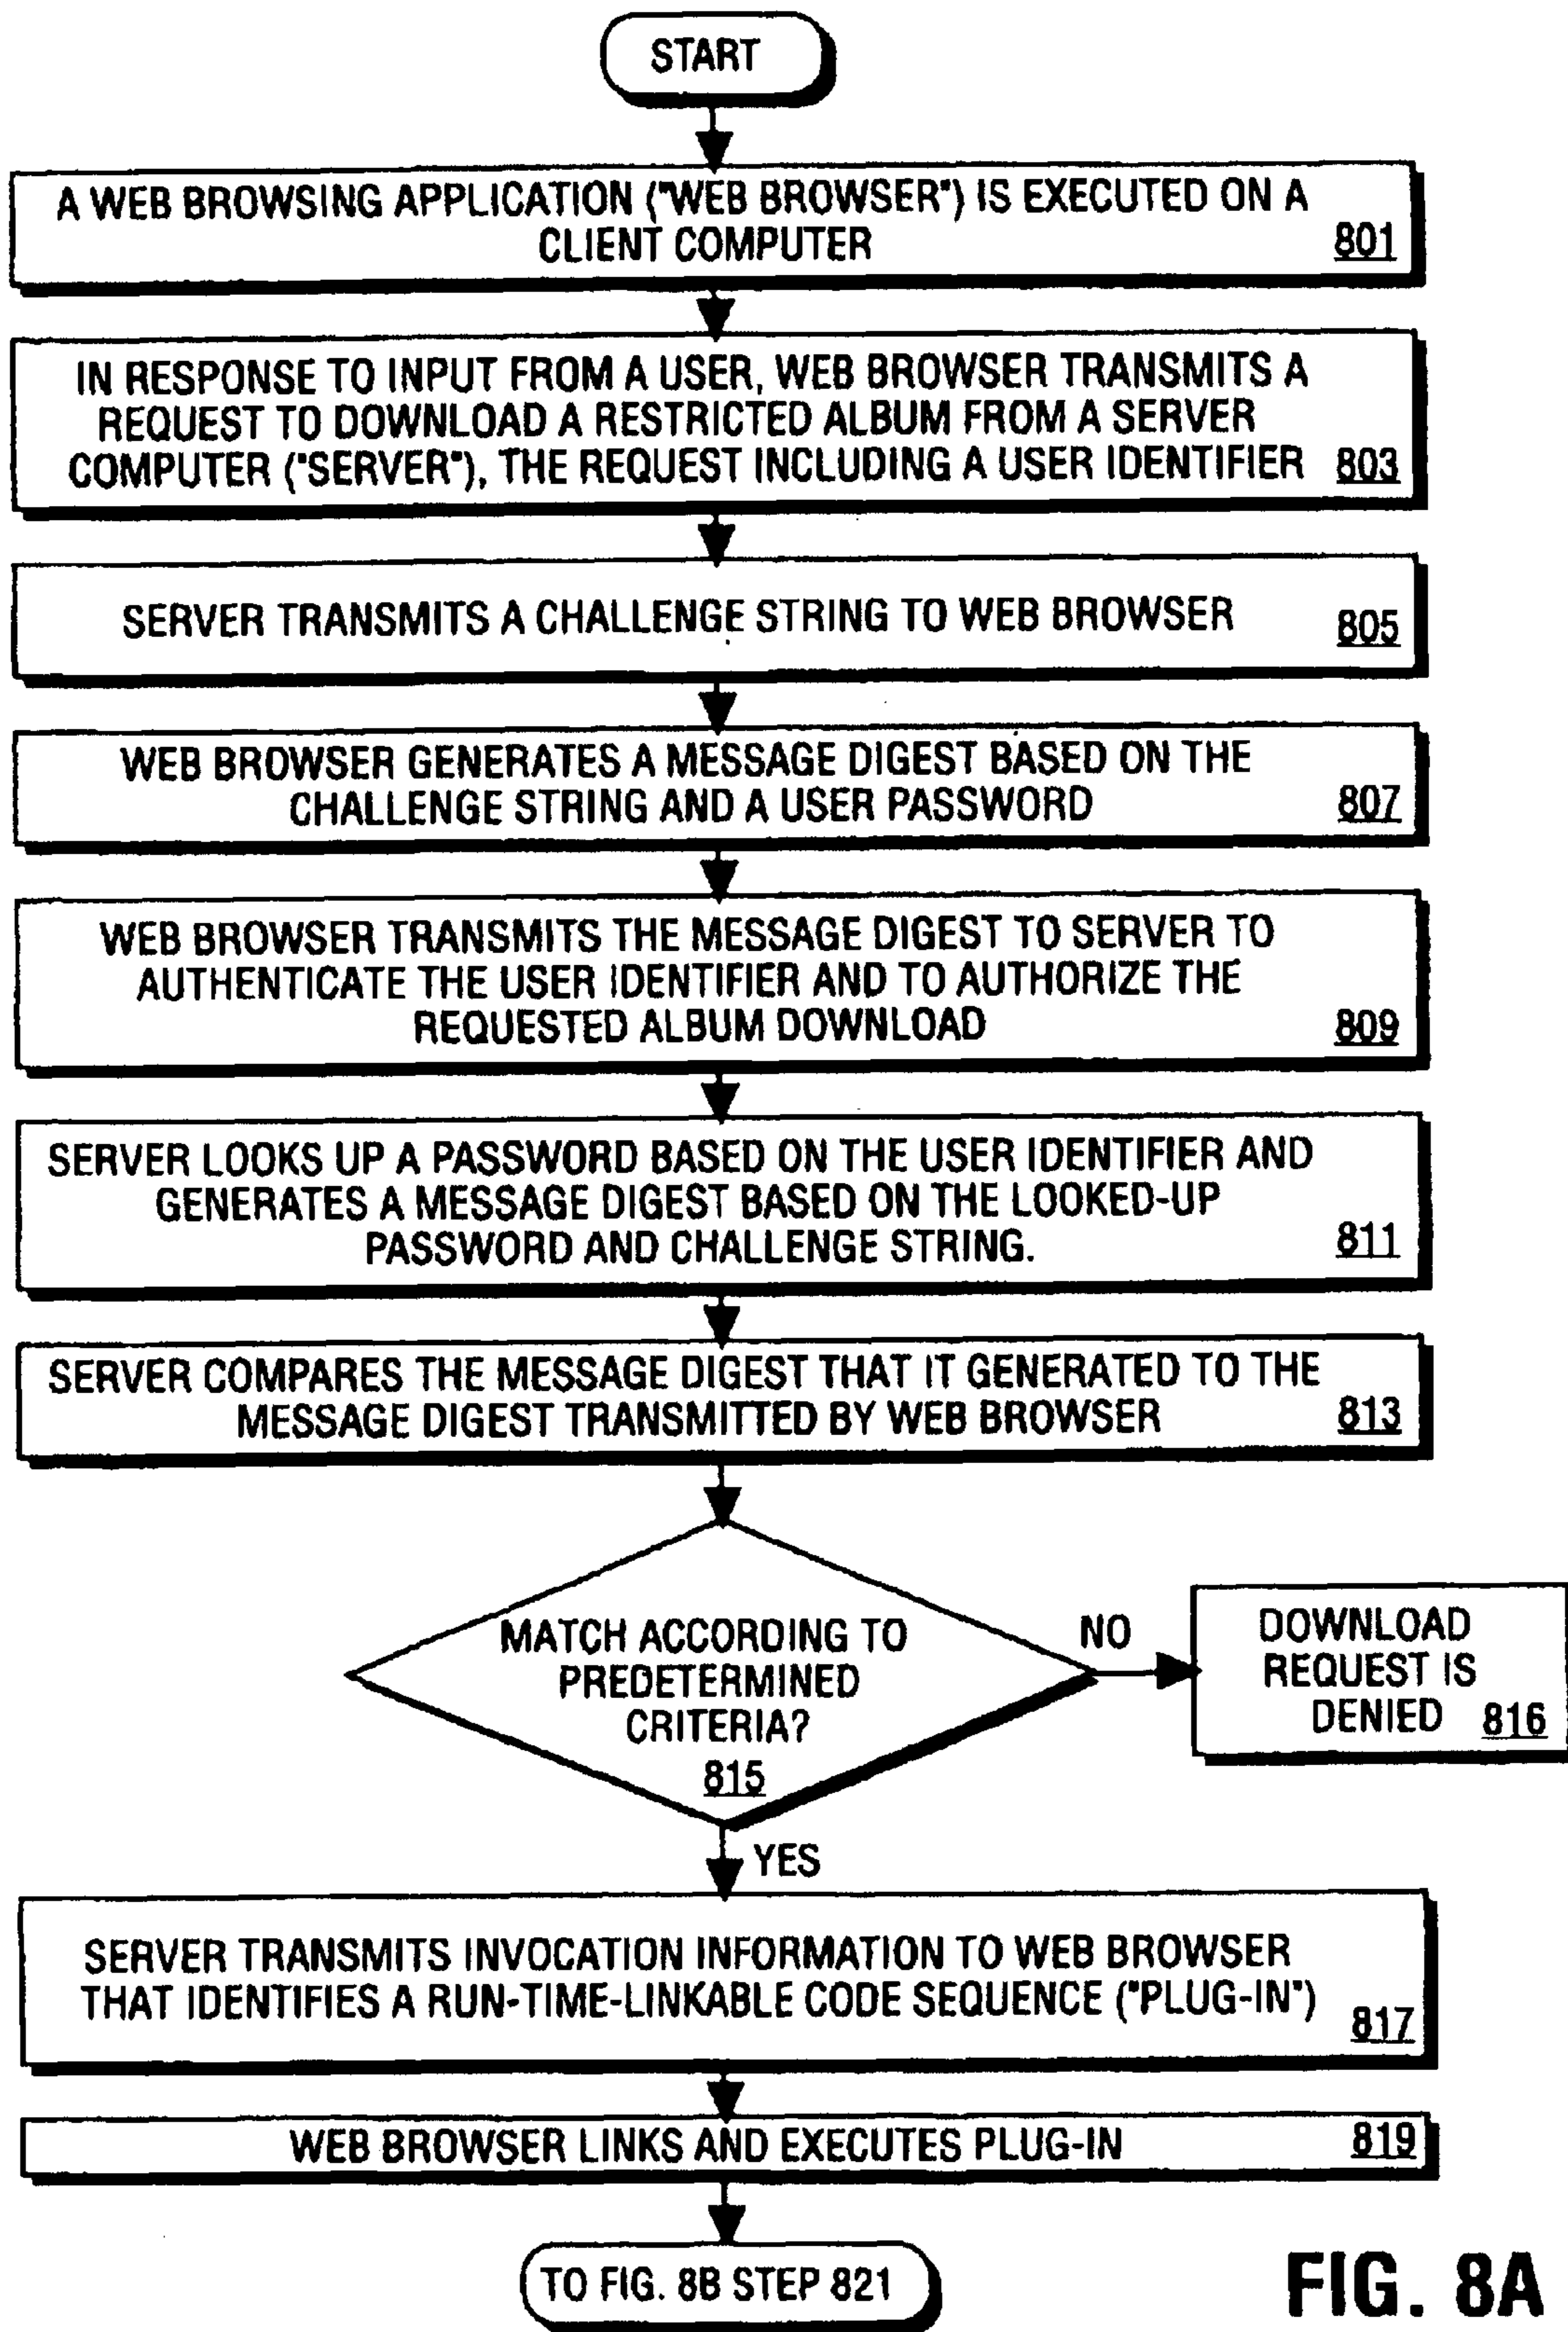 START
A WEB BROWSING APPLICATION ("WEB BROWSER") IS EXECUTED ON A
CLIENT COMPUTER
801
IN RESPONSE TO INPUT FROM A USER, WEB BROWSER TRANSMITS A
REQUEST TO DOWNLOAD A RESTRICTED ALBUM FROM A SERVER
COMPUTER ("SERVER"), THE REQUEST INCLUDING A USER IDENTIFIER 803
SERVER TRANSMITS A CHALLENGE STRING TO WEB BROWSER 805
WEB BROWSER GENERATES A MESSAGE DIGEST BASED ON THE
CHALLENGE STRING AND A USER PASSWORD 807
WEB BROWSER TRANSMITS THE MESSAGE DIGEST TO SERVER TO
AUTHENTICATE THE USER IDENTIFIER AND TO AUTHORIZE THE
REQUESTED ALBUM DOWNLOAD 809
SERVER LOOKS UP A PASSWORD BASED ON THE USER IDENTIFIER AND
GENERATES A MESSAGE DIGEST BASED ON THE LOOKED-UP
PASSWORD AND CHALLENGE STRING. 811
SERVER COMPARES THE MESSAGE DIGEST THAT IT GENERATED TO THE
MESSAGE DIGEST TRANSMITTED BY WEB BROWSER 813
MATCH ACCORDING TO
PREDETERMINED
CRITERIA?
815
NO
DOWNLOAD
REQUEST IS
DENIED 816
YES
SERVER TRANSMITS INVOCATION INFORMATION TO WEB BROWSER
THAT IDENTIFIES A RUN-TIME-LINKABLE CODE SEQUENCE ("PLUG-IN")
817
WEB BROWSER LINKS AND EXECUTES PLUG-IN 819
TO FIG. 8B STEP 821
FIG. 8A